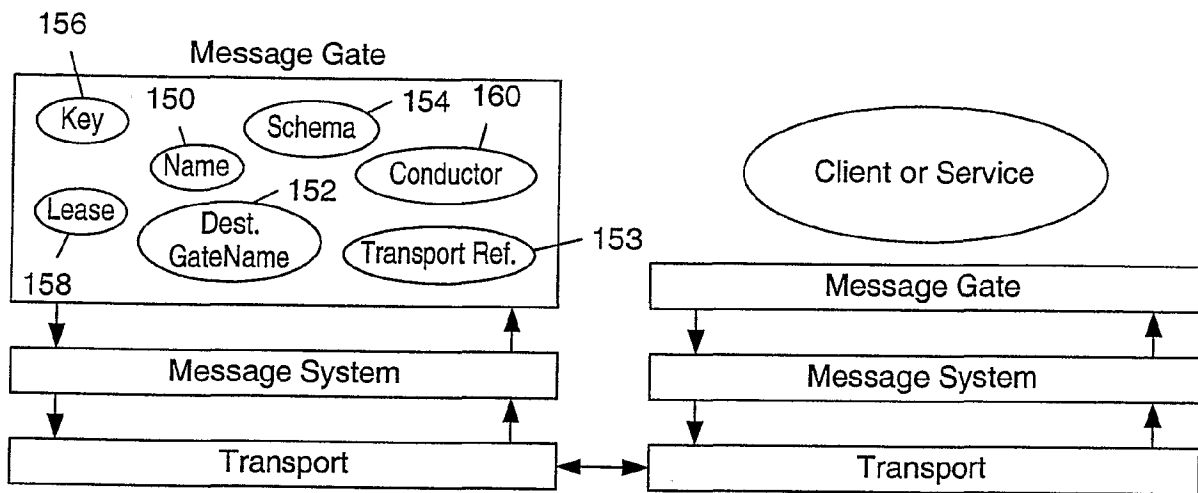 156
Message Gate
150
154
160
Key
Schema
Name
Conductor
152
Lease
Dest.
GateName
Transport Ref.
153
158
Message System
Transport
Client or Service
Message Gate
Message System
Transport